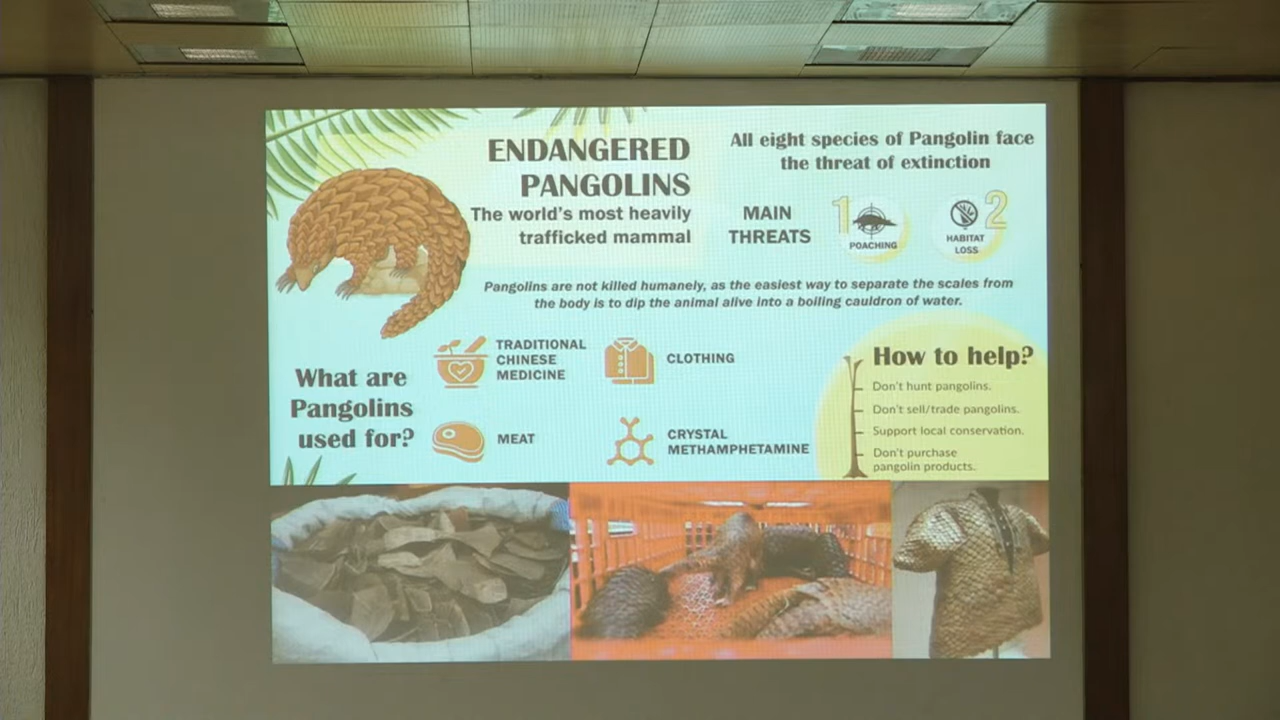 ENDANGERED
PANGOLINS
The world's most heavily
trafficked mammal
All eight species of Pangolin face
the threat of extinction
MAIN
THREATS
1
POACHING
2
HABITAT
LOSS
Pangolins are not killed humanely, as the easiest way to separate the scales from
the body is to dip the animal alive into a boiling cauldron of water.
What are
Pangolins
used for?
TRADITIONAL
CHINESE
MEDICINE
CLOTHING
MEAT
CRYSTAL
METHAMPHETAMINE
How to help?
Don't hunt pangolins.
Don't sell/trade pangolins.
Support local conservation.
Don't purchase
pangolin products.